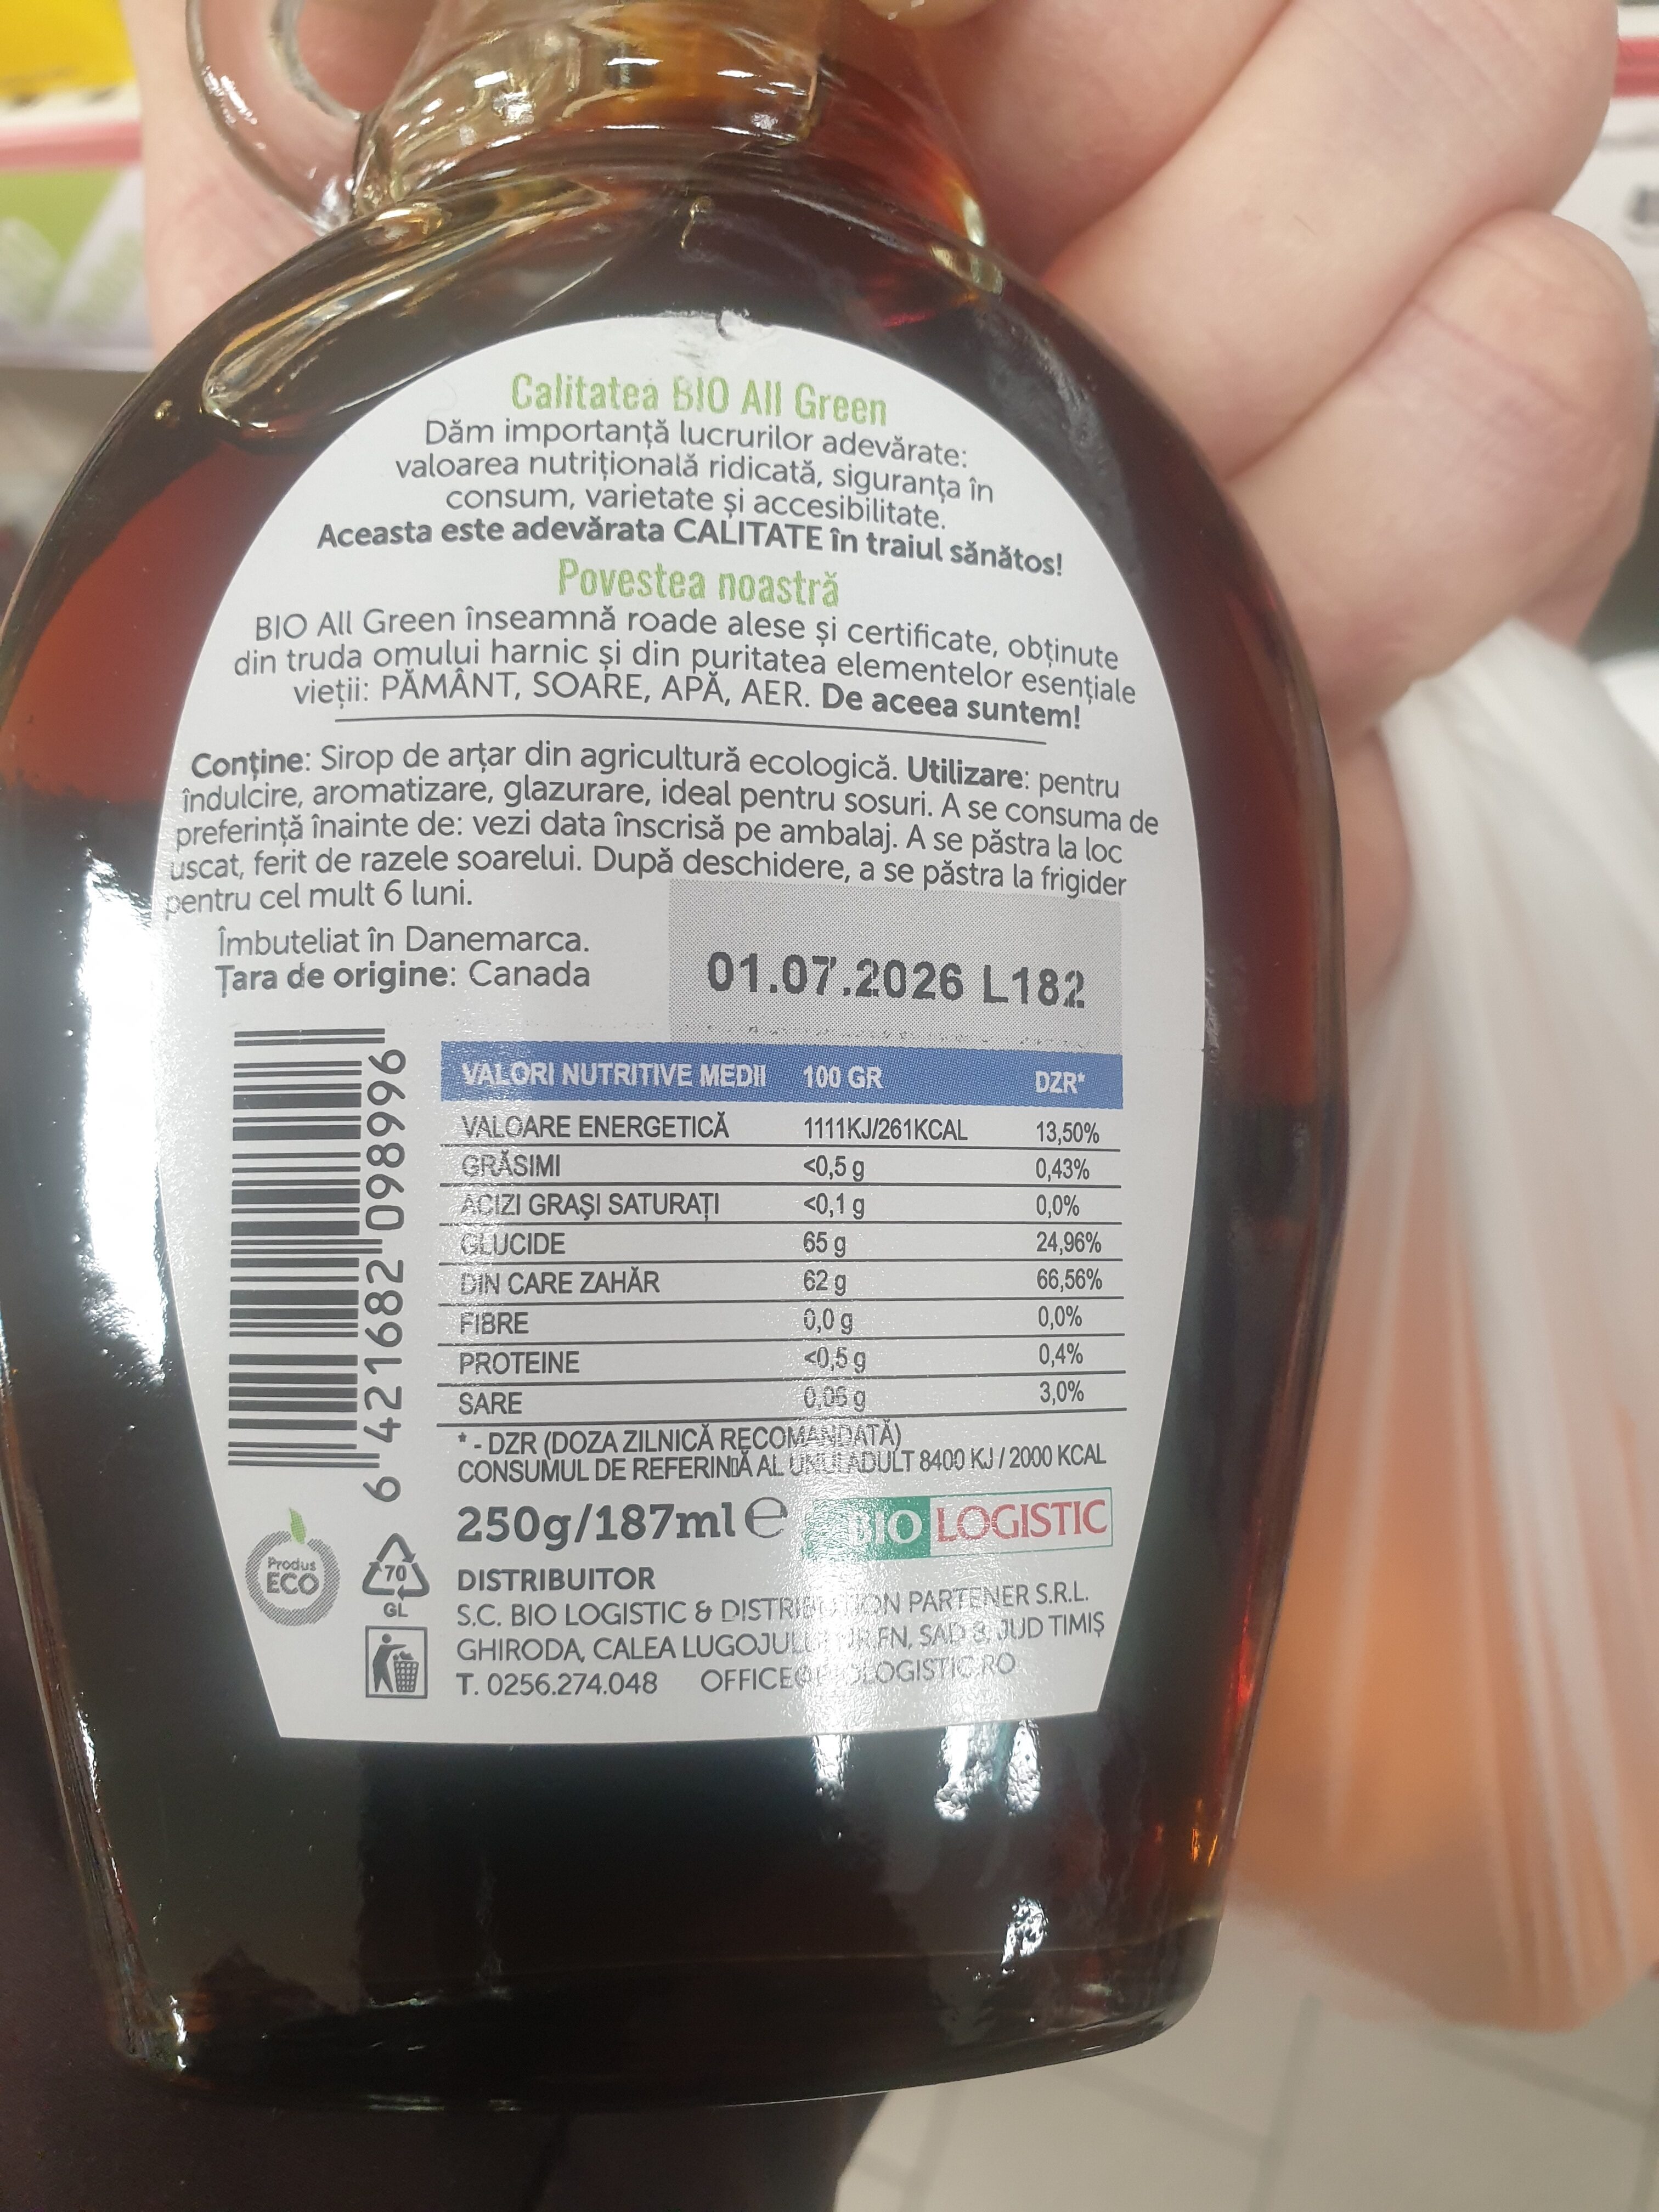 Calitatea BIO All Green
Dăm importanță lucrurilor adevărate:
valoarea nutrițională ridicată, siguranța în
consum, varietate și accesibilitate.
Aceasta este adevărata CALITATE în traiul sănătos!
Povestea noastră
BIO All Green înseamnă roade alese și certificate, obținute
din truda omului harnic și din puritatea elementelor esențiale
vieții: PĂMÂNT, SOARE, APĂ, AER. De aceea suntem!
Conține: Sirop de arțar din agricultură ecologică. Utilizare: pentru
îndulcire, aromatizare, glazurare, ideal pentru sosuri. A se consuma de
preferință înainte de: vezi data înscrisă pe ambalaj. A se păstra la loc
uscat, ferit de razele soarelui. După deschidere, a se păstra la frigider
pentru cel mult 6 luni.
Îmbuteliat în Danemarca.
Țara de origine: Canada
01.07.2026 L182
6 421682 098996
VALORI NUTRITIVE MEDII 100 GR DZR*
VALOARE ENERGETICĂ 1111KJ/261KCAL 13,50%
GRĂSIMI <0,5 g 0,43%
ACIZI GRAȘI SATURAȚI <0,1 g 0,0%
GLUCIDE 65 g 24,96%
DIN CARE ZAHĂR 62 g 66,56%
FIBRE 0,0 g 0,0%
PROTEINE <0,5 g 0,4%
SARE 0,06 g 3,0%
* - DZR (DOZA ZILNICĂ RECOMANDATĂ)
CONSUMUL DE REFERIN▯Ă AL UNUI ADULT 8400 KJ / 2000 KCAL
250g/187ml e
BIO LOGISTIC
Produs
ECO
70
GL
DISTRIBUITOR
S.C. BIO LOGISTIC & DISTRIBUTION PARTENER S.R.L.
GHIRODA, CALEA LUGOJULUI NR.FN, SAD 8, JUD TIMIȘ
T. 0256.274.048 OFFICE@BIOLOGISTIC.RO